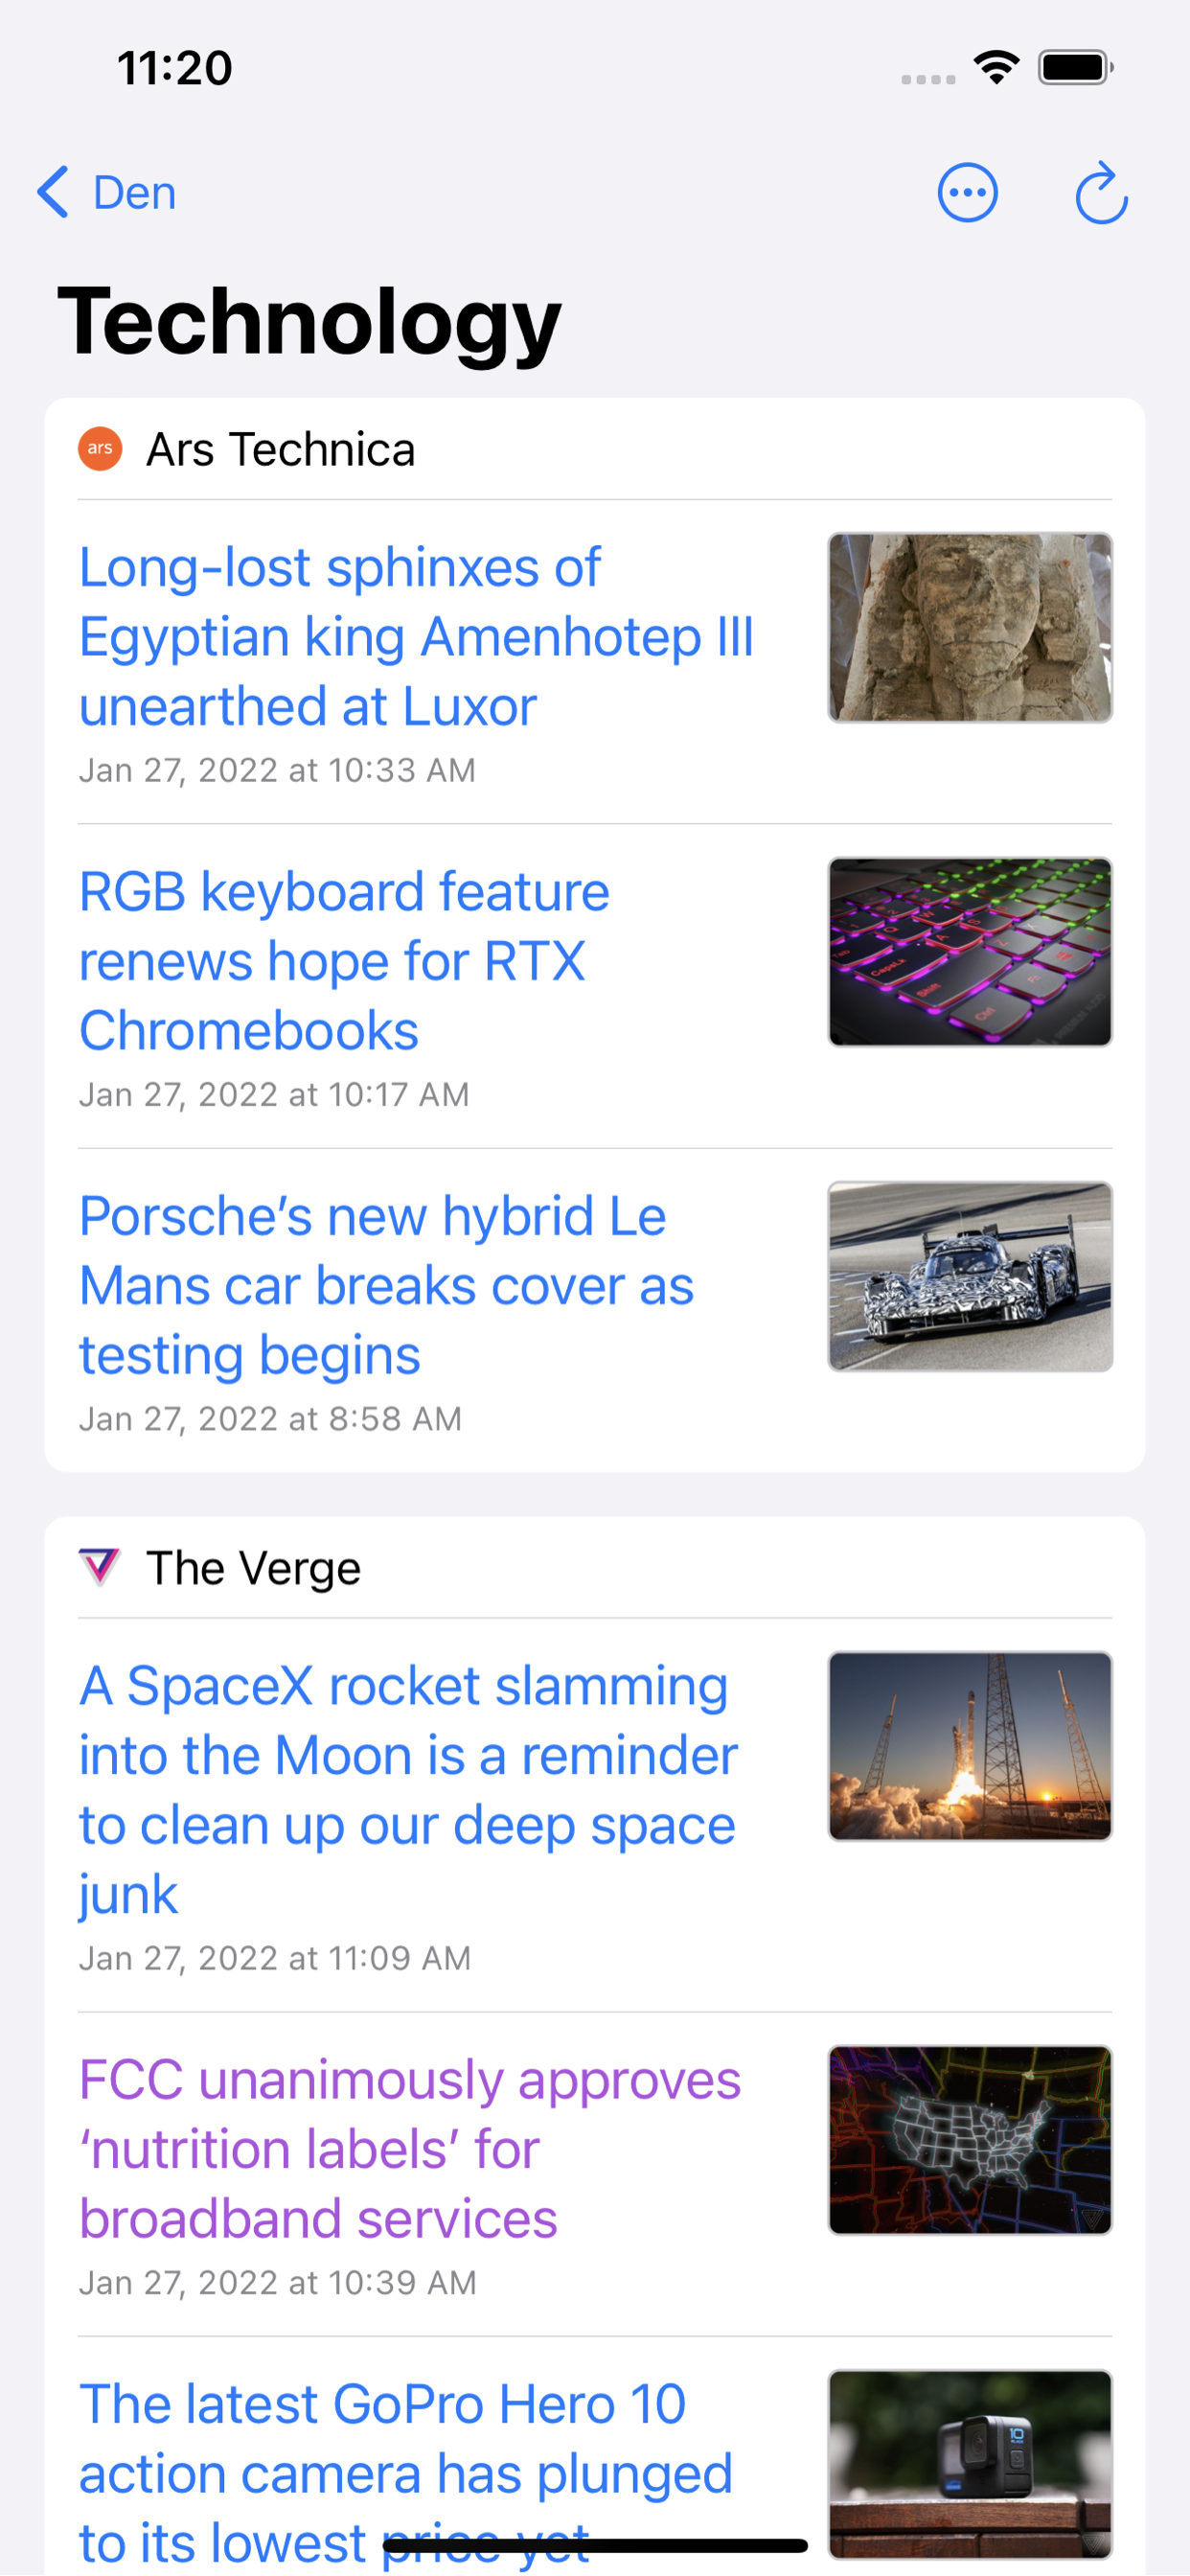 11:20
Den
Technology
ars Ars Technica
Long-lost sphinxes of
Egyptian king Amenhotep III
unearthed at Luxor
Jan 27, 2022 at 10:33 AM
RGB keyboard feature
renews hope for RTX
Chromebooks
Jan 27, 2022 at 10:17 AM
Porsche’s new hybrid Le
Mans car breaks cover as
testing begins
Jan 27, 2022 at 8:58 AM
The Verge
A SpaceX rocket slamming
into the Moon is a reminder
to clean up our deep space
junk
Jan 27, 2022 at 11:09 AM
FCC unanimously approves
‘nutrition labels’ for
broadband services
Jan 27, 2022 at 10:39 AM
The latest GoPro Hero 10
action camera has plunged
to its lowest price yet